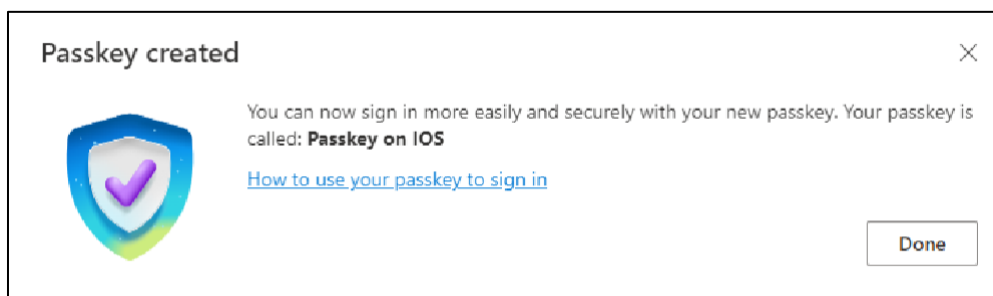 Passkey created
You can now sign in more easily and securely with your new passkey. Your passkey is
called: Passkey on IOS
How to use your passkey to sign in
Done